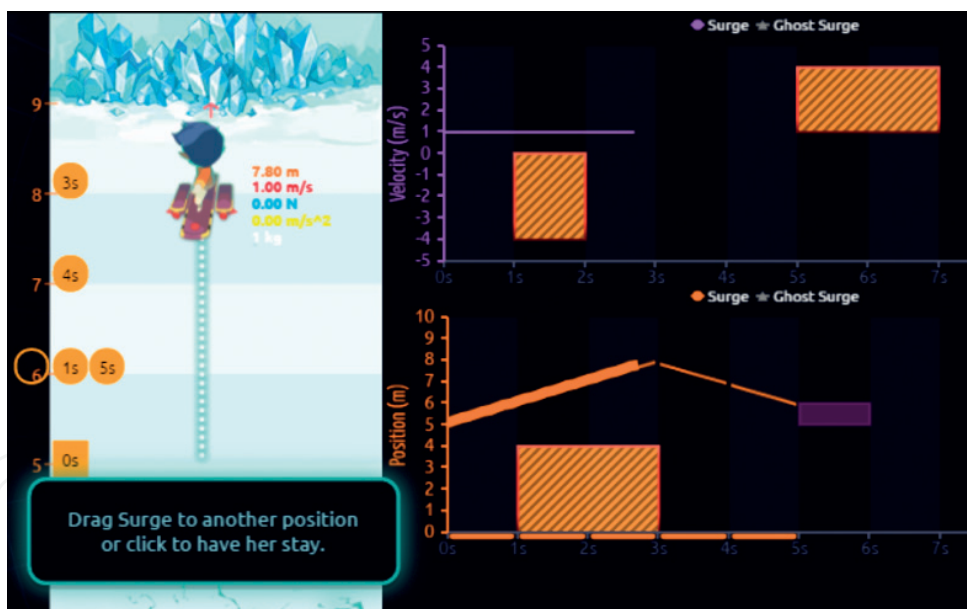 9
8
7
6
5
3s
4s
1s
5s
0s
7.80 m
1.00 m/s
0.00 N
0.00 m/s^2
1 kg
Drag Surge to another position
or click to have her stay.
Surge Ghost Surge
Velocity (m/s)
5
4
3
2
1
0
-1
-2
-3
-4
-5
0s 1s 2s 3s 4s 5s 6s 7s
Surge Ghost Surge
Position (m)
10
9
8
7
6
5
4
3
2
1
0
0s 1s 2s 3s 4s 5s 6s 7s